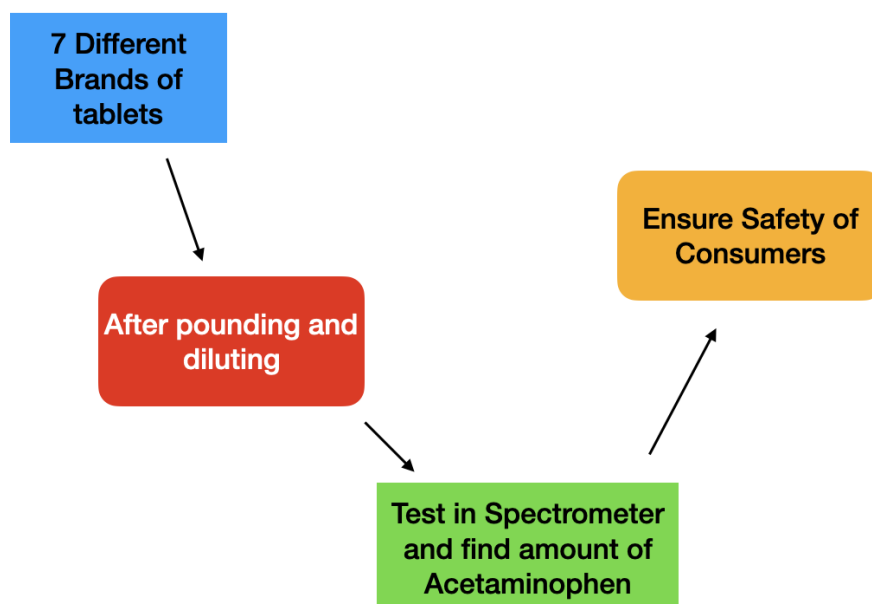 7 Different
Brands of
tablets
After pounding and
diluting
Test in Spectrometer
and find amount of
Acetaminophen
Ensure Safety of
Consumers